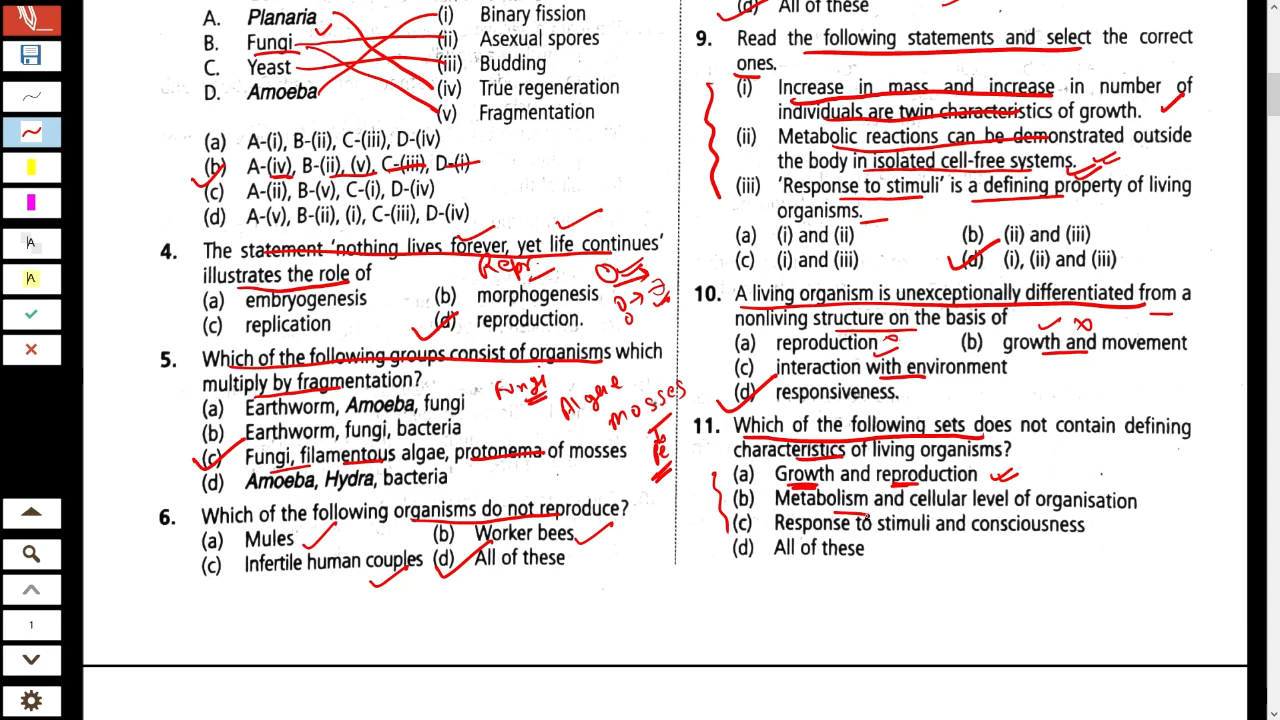 A. Planaria (i) Binary fission
B. Fungi (ii) Asexual spores
C. Yeast (iii) Budding
D. Amoeba (iv) True regeneration
(v) Fragmentation
(a) A-(i), B-(ii), C-(iii), D-(iv)
(b) A-(iv), B-(ii), (v), C-(iii), D-(i)
(c) A-(ii), B-(v), C-(i), D-(iv)
(d) A-(v), B-(ii), (i), C-(iii), D-(iv)
4. The statement 'nothing lives forever, yet life continues'
illustrates the role of
Repr.
(a) embryogenesis (b) morphogenesis
(c) replication (d) reproduction.
5. Which of the following groups consist of organisms which
multiply by fragmentation?
Fungi Algae mosses
(a) Earthworm, Amoeba, fungi
(b) Earthworm, fungi, bacteria
(c) Fungi, filamentous algae, protonema of mosses
(d) Amoeba, Hydra, bacteria
6. Which of the following organisms do not reproduce?
(a) Mules (b) Worker bees
(c) Infertile human couples (d) All of these
(d) All of these
9. Read the following statements and select the correct
ones.
(i) Increase in mass and increase in number of
individuals are twin characteristics of growth.
(ii) Metabolic reactions can be demonstrated outside
the body in isolated cell-free systems.
(iii) 'Response to stimuli' is a defining property of living
organisms.
(a) (i) and (ii) (b) (ii) and (iii)
(c) (i) and (iii) (d) (i), (ii) and (iii)
10. A living organism is unexceptionally differentiated from a
nonliving structure on the basis of
(a) reproduction (b) growth and movement
(c) interaction with environment
(d) responsiveness.
11. Which of the following sets does not contain defining
characteristics of living organisms?
(a) Growth and reproduction
(b) Metabolism and cellular level of organisation
(c) Response to stimuli and consciousness
(d) All of these
A
A
1